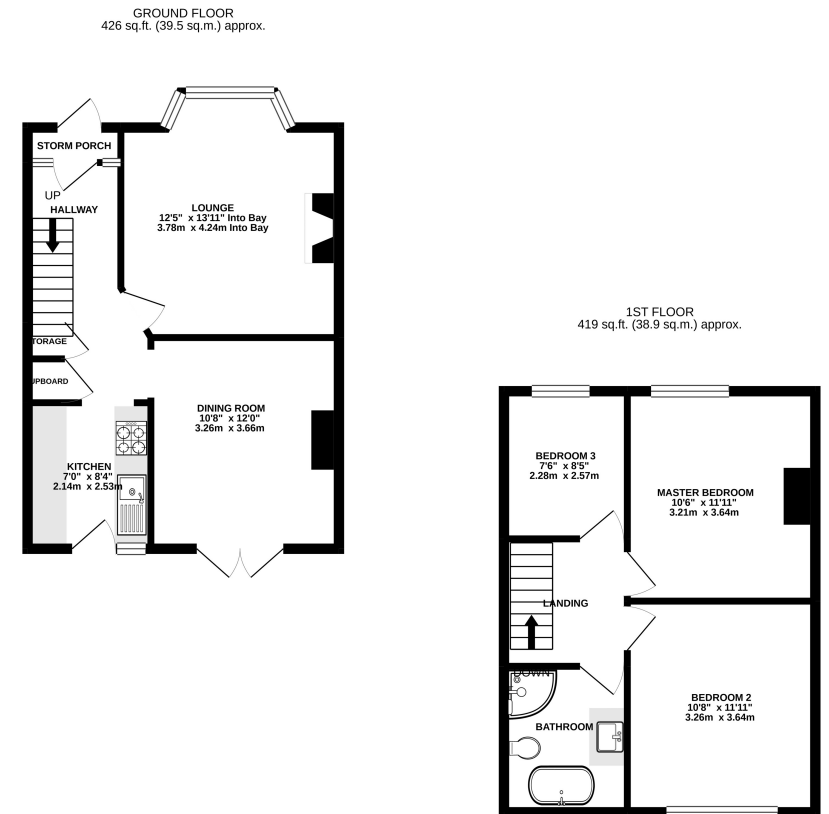 GROUND FLOOR
426 sq.ft. (39.5 sq.m.) approx.
STORM PORCH
UP
HALLWAY
LOUNGE
12'5" x 13'11" Into Bay
3.78m x 4.24m Into Bay
TORAGE
UPBOARD
DINING ROOM
10'8" x 12'0"
3.26m x 3.66m
KITCHEN
7'0" x 8'4"
2.14m x 2.53m
1ST FLOOR
419 sq.ft. (38.9 sq.m.) approx.
BEDROOM 3
7'6" x 8'5"
2.28m x 2.57m
MASTER BEDROOM
10'6" x 11'11"
3.21m x 3.64m
LANDING
DOWN
BATHROOM
BEDROOM 2
10'8" x 11'11"
3.26m x 3.64m